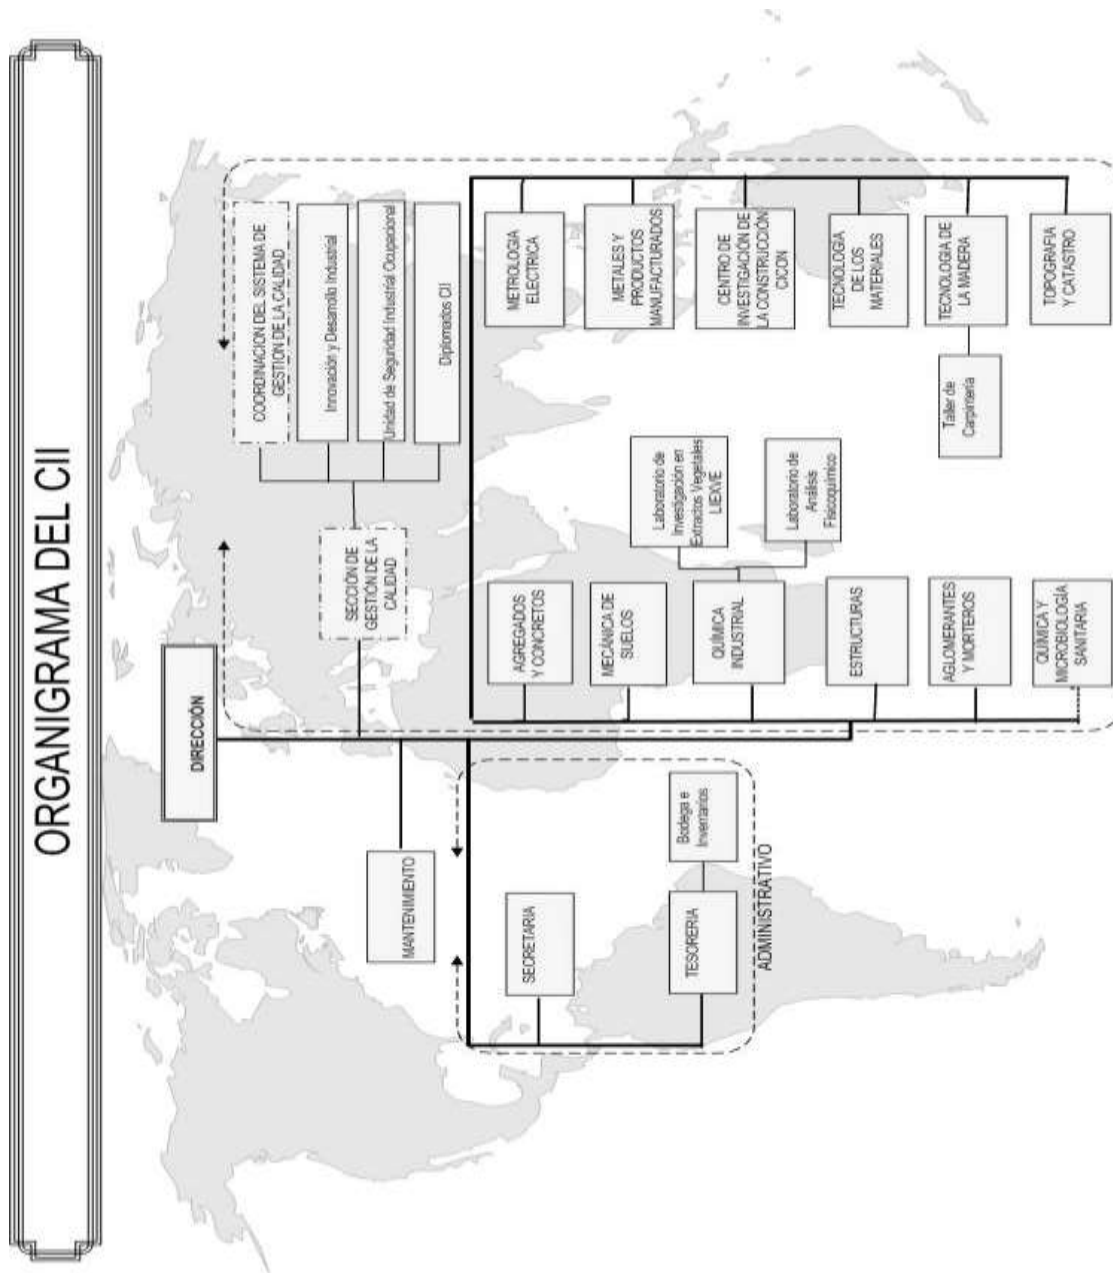 ORGANIGRAMA DEL CII
DIRECCIÓN
SECCIÓN DE
GESTIÓN DE LA
CALIDAD
COORDINACION DEL SISTEMA DE
GESTIÓN DE LA CALIDAD
Innovación y Desarrollo Industrial
Unidad de Seguridad Industrial Ocupacional
Diplomados CII
MANTENIMIENTO
SECRETARIA
TESORERIA
Bodega e
Inventarios
ADMINISTRATIVO
AGREGADOS
Y CONCRETOS
MECÁNICA DE
SUELOS
QUÍMICA
INDUSTRIAL
Laboratorio de
Investigación en
Extractos Vegetales
LIEXVE
Laboratorio de
Análisis
Fisicoquímico
ESTRUCTURAS
AGLOMERANTES
Y MORTEROS
QUÍMICA Y
MICROBIOLOGÍA
SANITARIA
METROLOGIA
ELECTRICA
METALES Y
PRODUCTOS
MANUFACTURADOS
CENTRO DE
INVESTIGACIÓN DE
LA CONSTRUCCIÓN
CICON
TECNOLOGIA
DE LOS
MATERIALES
TECNOLOGIA DE
LA MADERA
Taller de
Carpintería
TOPOGRAFIA
Y CATASTRO